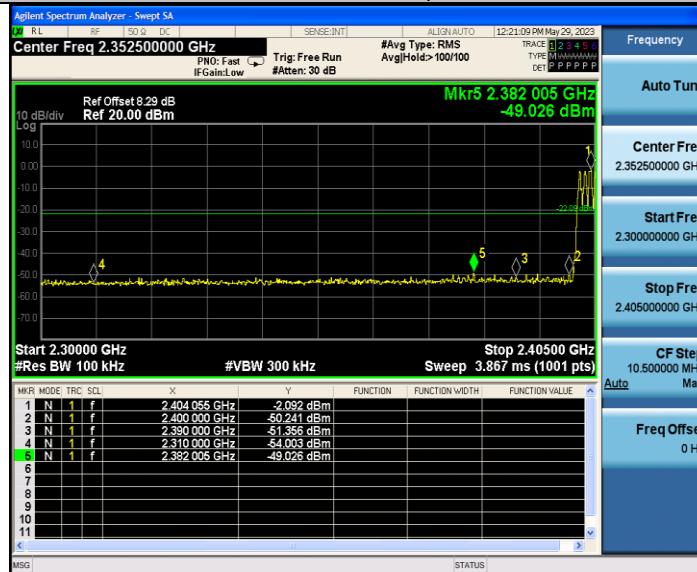 Agilent Spectrum Analyzer - Swept SA
RL RF 50 Ω DC SENSE:INT ALIGN AUTO 12:21:09 PM May 29, 2023
Center Freq 2.352500000 GHz
PNO: Fast
IFGain:Low
Trig: Free Run
#Atten: 30 dB
#Avg Type: RMS
Avg|Hold:>100/100
TRACE 1 2 3 4 5 6
TYPE M
DET P P P P P P
Ref Offset 8.29 dB
Ref 20.00 dBm
10 dB/div
Log
Mkr5 2.382 005 GHz
-49.026 dBm
10.0
0.00
-10.0
-20.0
-30.0
-40.0
-50.0
-60.0
-70.0
1
2
3
4
5
Start 2.30000 GHz
Stop 2.40500 GHz
#Res BW 100 kHz #VBW 300 kHz Sweep 3.867 ms (1001 pts)
MKR MODE TRC SCL X Y FUNCTION FUNCTION WIDTH FUNCTION VALUE
1 N 1 f 2.404 055 GHz -2.092 dBm
2 N 1 f 2.400 000 GHz -50.241 dBm
3 N 1 f 2.390 000 GHz -51.356 dBm
4 N 1 f 2.310 000 GHz -54.003 dBm
5 N 1 f 2.382 005 GHz -49.026 dBm
6
7
8
9
10
11
MSG STATUS
Frequency
Auto Tun
Center Fre
2.352500000 GH
Start Fre
2.300000000 GH
Stop Fre
2.405000000 GH
CF Ste
10.500000 MH
Auto Ma
Freq Offse
0 H